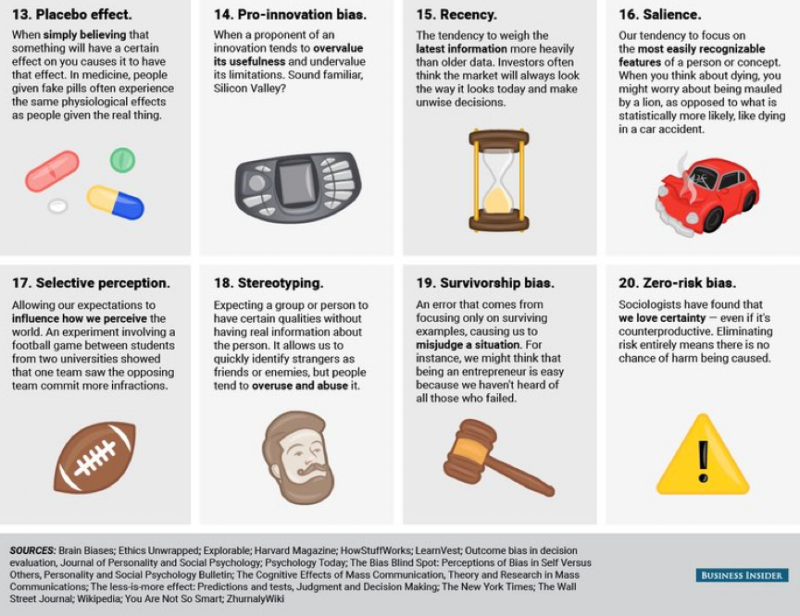 13. Placebo effect.
When simply believing that
something will have a certain
effect on you causes it to have
that effect. In medicine, people
given fake pills often experience
the same physiological effects
as people given the real thing.
14. Pro-innovation bias.
When a proponent of an
innovation tends to overvalue
its usefulness and undervalue
its limitations. Sound familiar,
Silicon Valley?
15. Recency.
The tendency to weigh the
latest information more heavily
than older data. Investors often
think the market will always look
the way it looks today and make
unwise decisions.
16. Salience.
Our tendency to focus on
the most easily recognizable
features of a person or concept.
When you think about dying, you
might worry about being mauled
by a lion, as opposed to what is
statistically more likely, like dying
in a car accident.
17. Selective perception.
Allowing our expectations to
influence how we perceive the
world. An experiment involving a
football game between students
from two universities showed
that one team saw the opposing
team commit more infractions.
18. Stereotyping.
Expecting a group or person to
have certain qualities without
having real information about
the person. It allows us to
quickly identify strangers as
friends or enemies, but people
tend to overuse and abuse it.
19. Survivorship bias.
An error that comes from
focusing only on surviving
examples, causing us to
misjudge a situation. For
instance, we might think that
being an entrepreneur is easy
because we haven't heard of
all those who failed.
20. Zero-risk bias.
Sociologists have found that
we love certainty — even if it's
counterproductive. Eliminating
risk entirely means there is no
chance of harm being caused.
SOURCES: Brain Biases; Ethics Unwrapped; Explorable; Harvard Magazine; HowStuffWorks; LearnVest; Outcome bias in decision
evaluation, Journal of Personality and Social Psychology; Psychology Today; The Bias Blind Spot: Perceptions of Bias in Self Versus
Others, Personality and Social Psychology Bulletin; The Cognitive Effects of Mass Communication, Theory and Research in Mass
Communications; The less-is-more effect: Predictions and tests, Judgment and Decision Making; The New York Times; The Wall
Street Journal; Wikipedia; You Are Not So Smart; ZhurnalyWiki
BUSINESS INSIDER